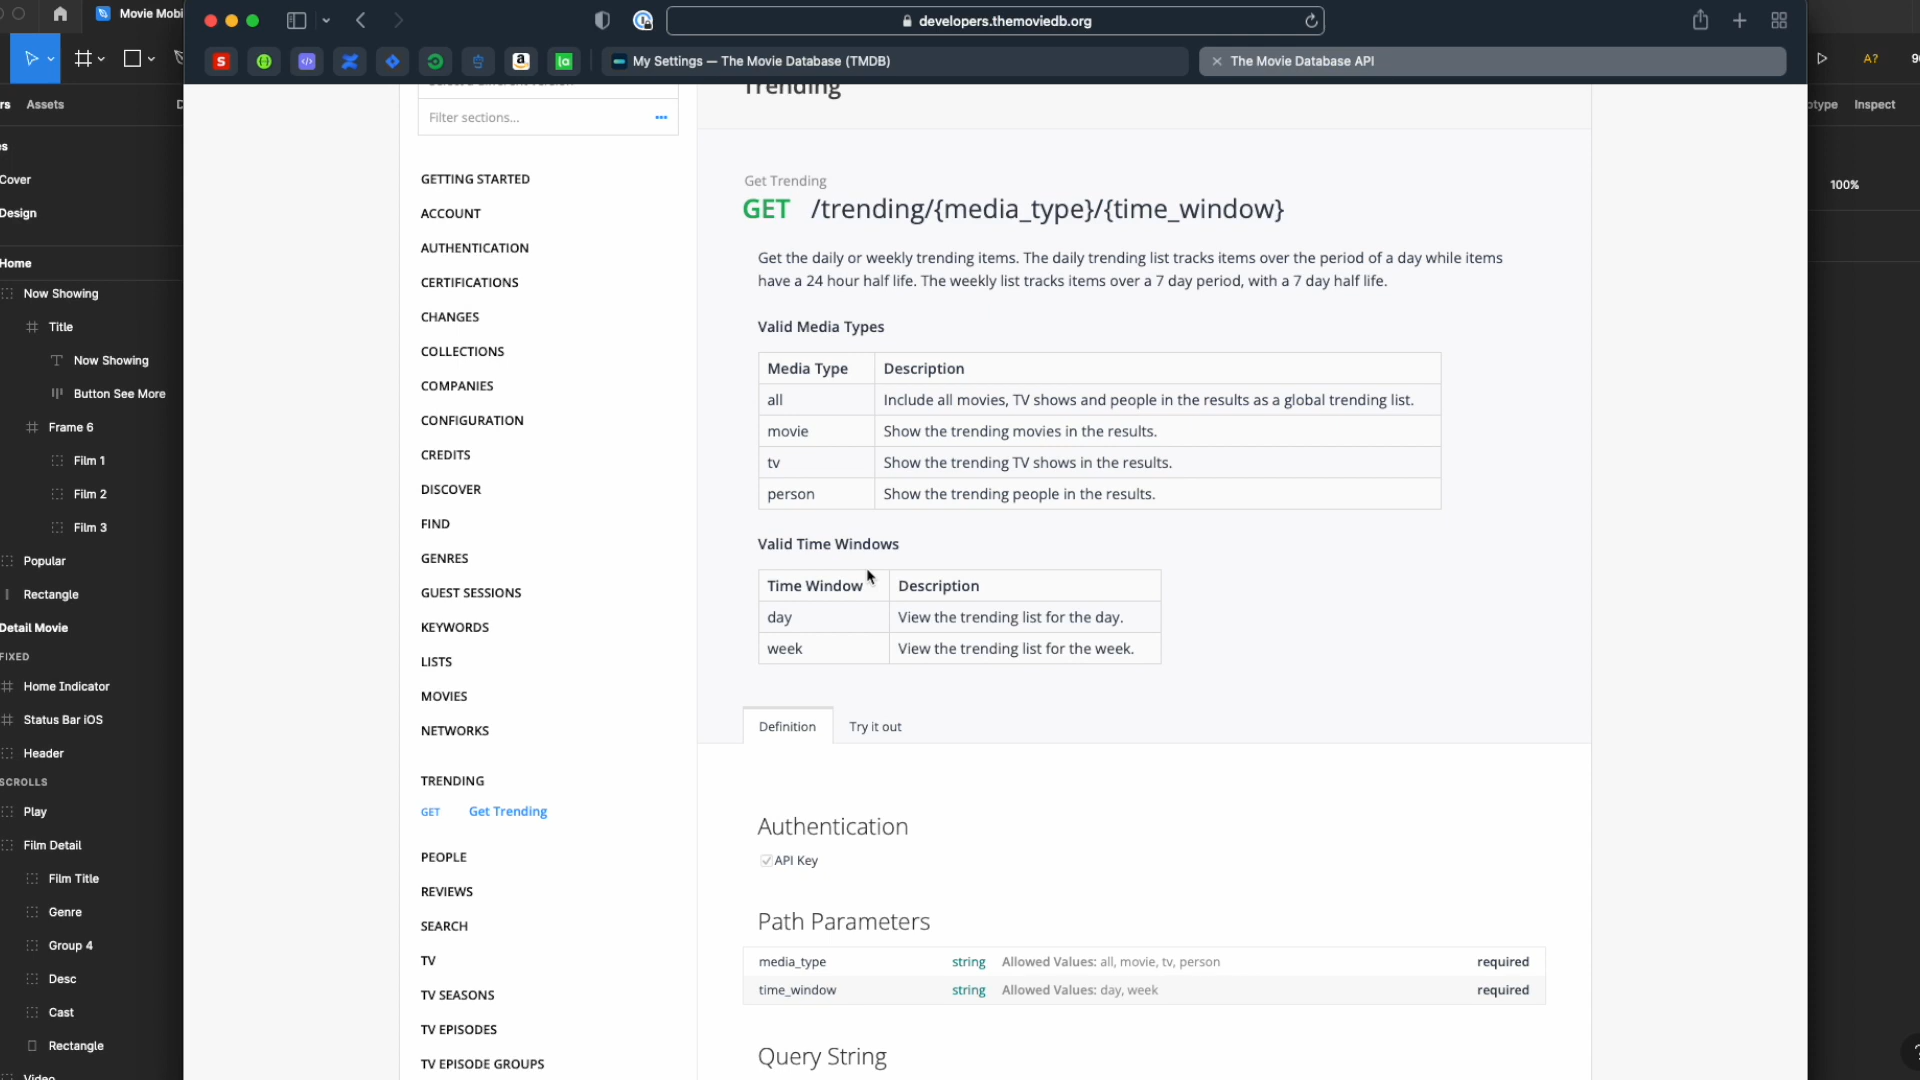 Movie Mobi
developers.themoviedb.org
My Settings — The Movie Database (TMDB)
The Movie Database API
A?
Assets
Inspect
100%
Cover
Design
Home
Now Showing
Title
Now Showing
Button See More
Frame 6
Film 1
Film 2
Film 3
Popular
Rectangle
Detail Movie
FIXED
Home Indicator
Status Bar iOS
Header
SCROLLS
Play
Film Detail
Film Title
Genre
Group 4
Desc
Cast
Rectangle
Video
Filter sections...
GETTING STARTED
ACCOUNT
AUTHENTICATION
CERTIFICATIONS
CHANGES
COLLECTIONS
COMPANIES
CONFIGURATION
CREDITS
DISCOVER
FIND
GENRES
GUEST SESSIONS
KEYWORDS
LISTS
MOVIES
NETWORKS
TRENDING
GET Get Trending
PEOPLE
REVIEWS
SEARCH
TV
TV SEASONS
TV EPISODES
TV EPISODE GROUPS
Trending
Get Trending
GET /trending/{media_type}/{time_window}
Get the daily or weekly trending items. The daily trending list tracks items over the period of a day while items
have a 24 hour half life. The weekly list tracks items over a 7 day period, with a 7 day half life.
Valid Media Types
Media Type Description
all Include all movies, TV shows and people in the results as a global trending list.
movie Show the trending movies in the results.
tv Show the trending TV shows in the results.
person Show the trending people in the results.
Valid Time Windows
Time Window Description
day View the trending list for the day.
week View the trending list for the week.
Definition Try it out
Authentication
API Key
Path Parameters
media_type string Allowed Values: all, movie, tv, person required
time_window string Allowed Values: day, week required
Query String